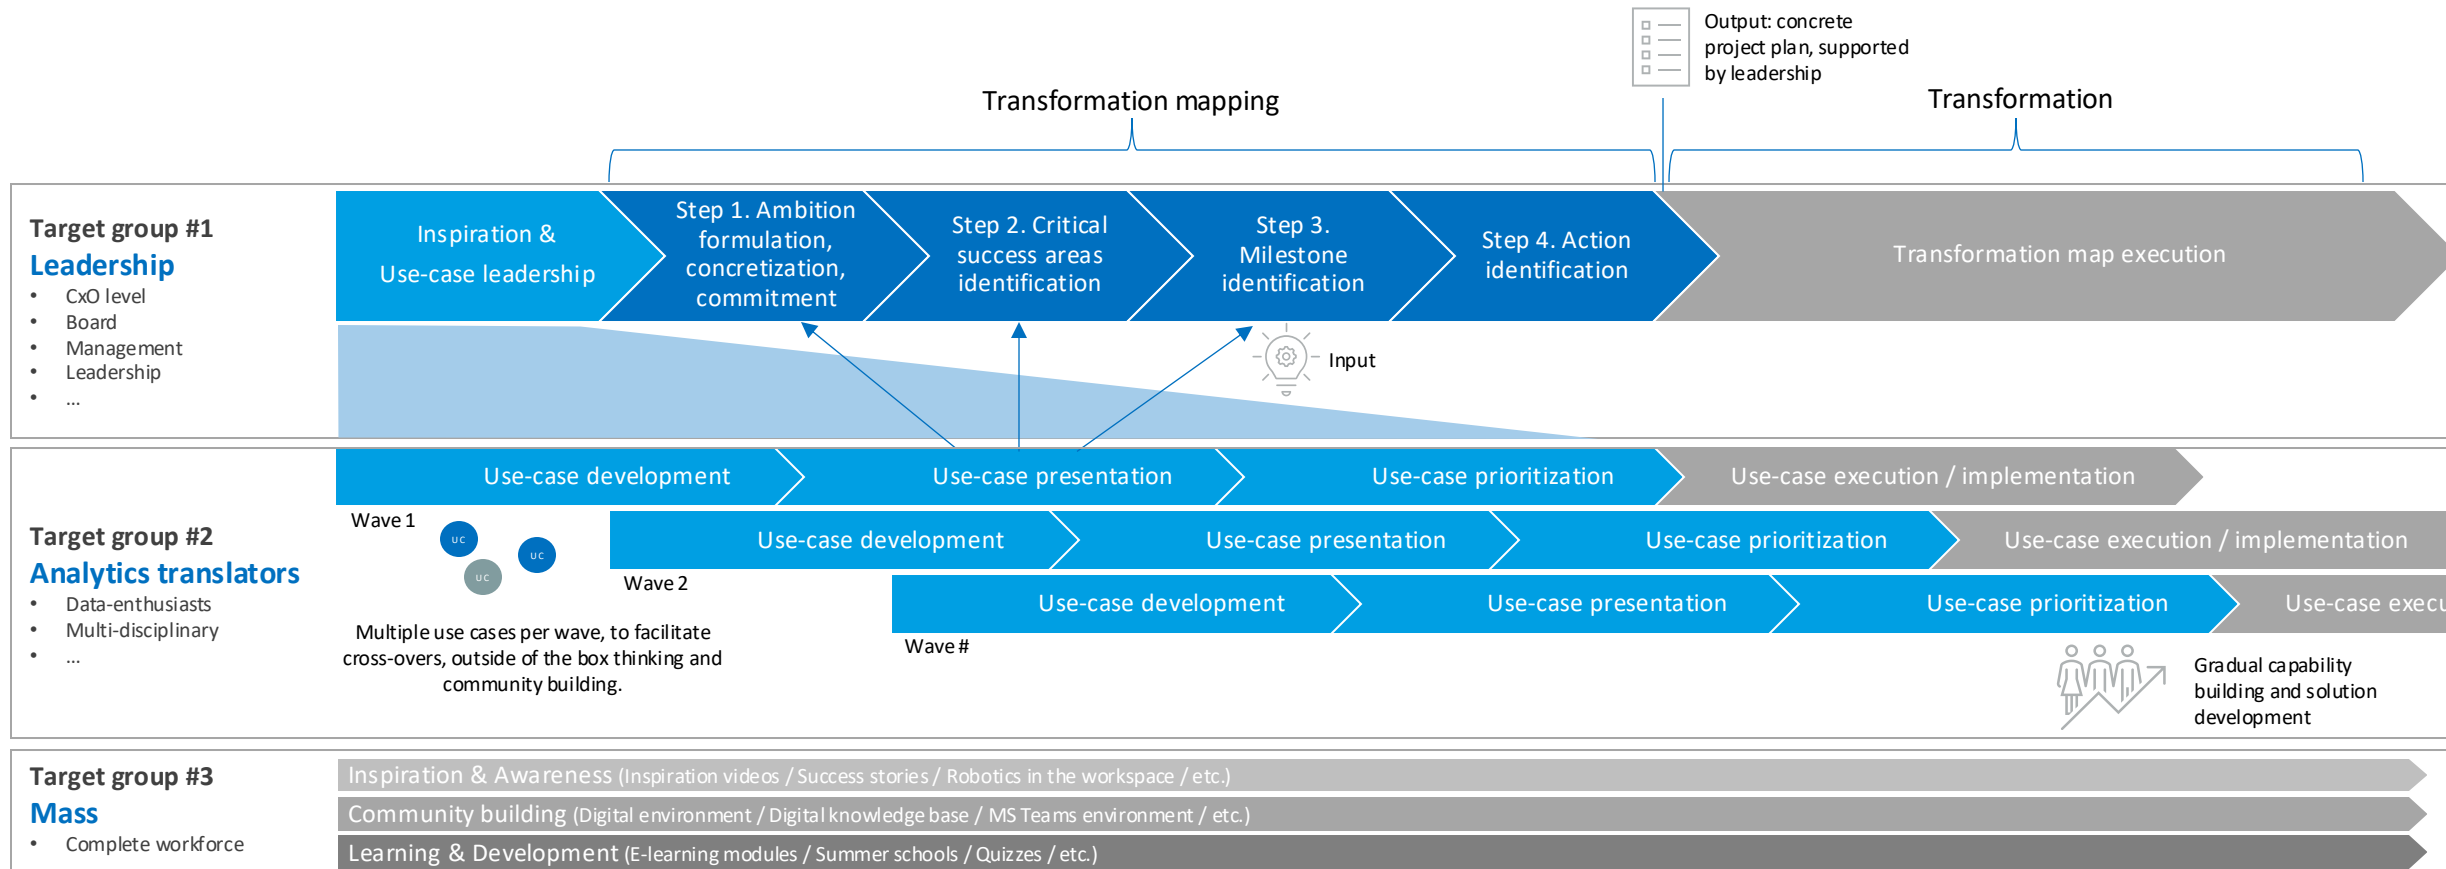 Output: concrete
project plan, supported
by leadership
Transformation mapping
Transformation
Target group #1
Leadership
• CxO level
• Board
• Management
• Leadership
• ...
Inspiration &
Use-case leadership
Step 1. Ambition
formulation,
concretization,
commitment
Step 2. Critical
success areas
identification
Step 3.
Milestone
identification
Step 4. Action
identification
Transformation map execution
Input
Target group #2
Analytics translators
• Data-enthusiasts
• Multi-disciplinary
• ...
Use-case development
Use-case presentation
Use-case prioritization
Use-case execution / implementation
Wave 1
UC
UC
UC
Use-case development
Use-case presentation
Use-case prioritization
Use-case execution / implementation
Wave 2
Use-case development
Use-case presentation
Use-case prioritization
Use-case execu
Wave #
Multiple use cases per wave, to facilitate
cross-overs, outside of the box thinking and
community building.
Gradual capability
building and solution
development
Target group #3
Mass
• Complete workforce
Inspiration & Awareness (Inspiration videos / Success stories / Robotics in the workspace / etc.)
Community building (Digital environment / Digital knowledge base / MS Teams environment / etc.)
Learning & Development (E-learning modules / Summer schools / Quizzes / etc.)